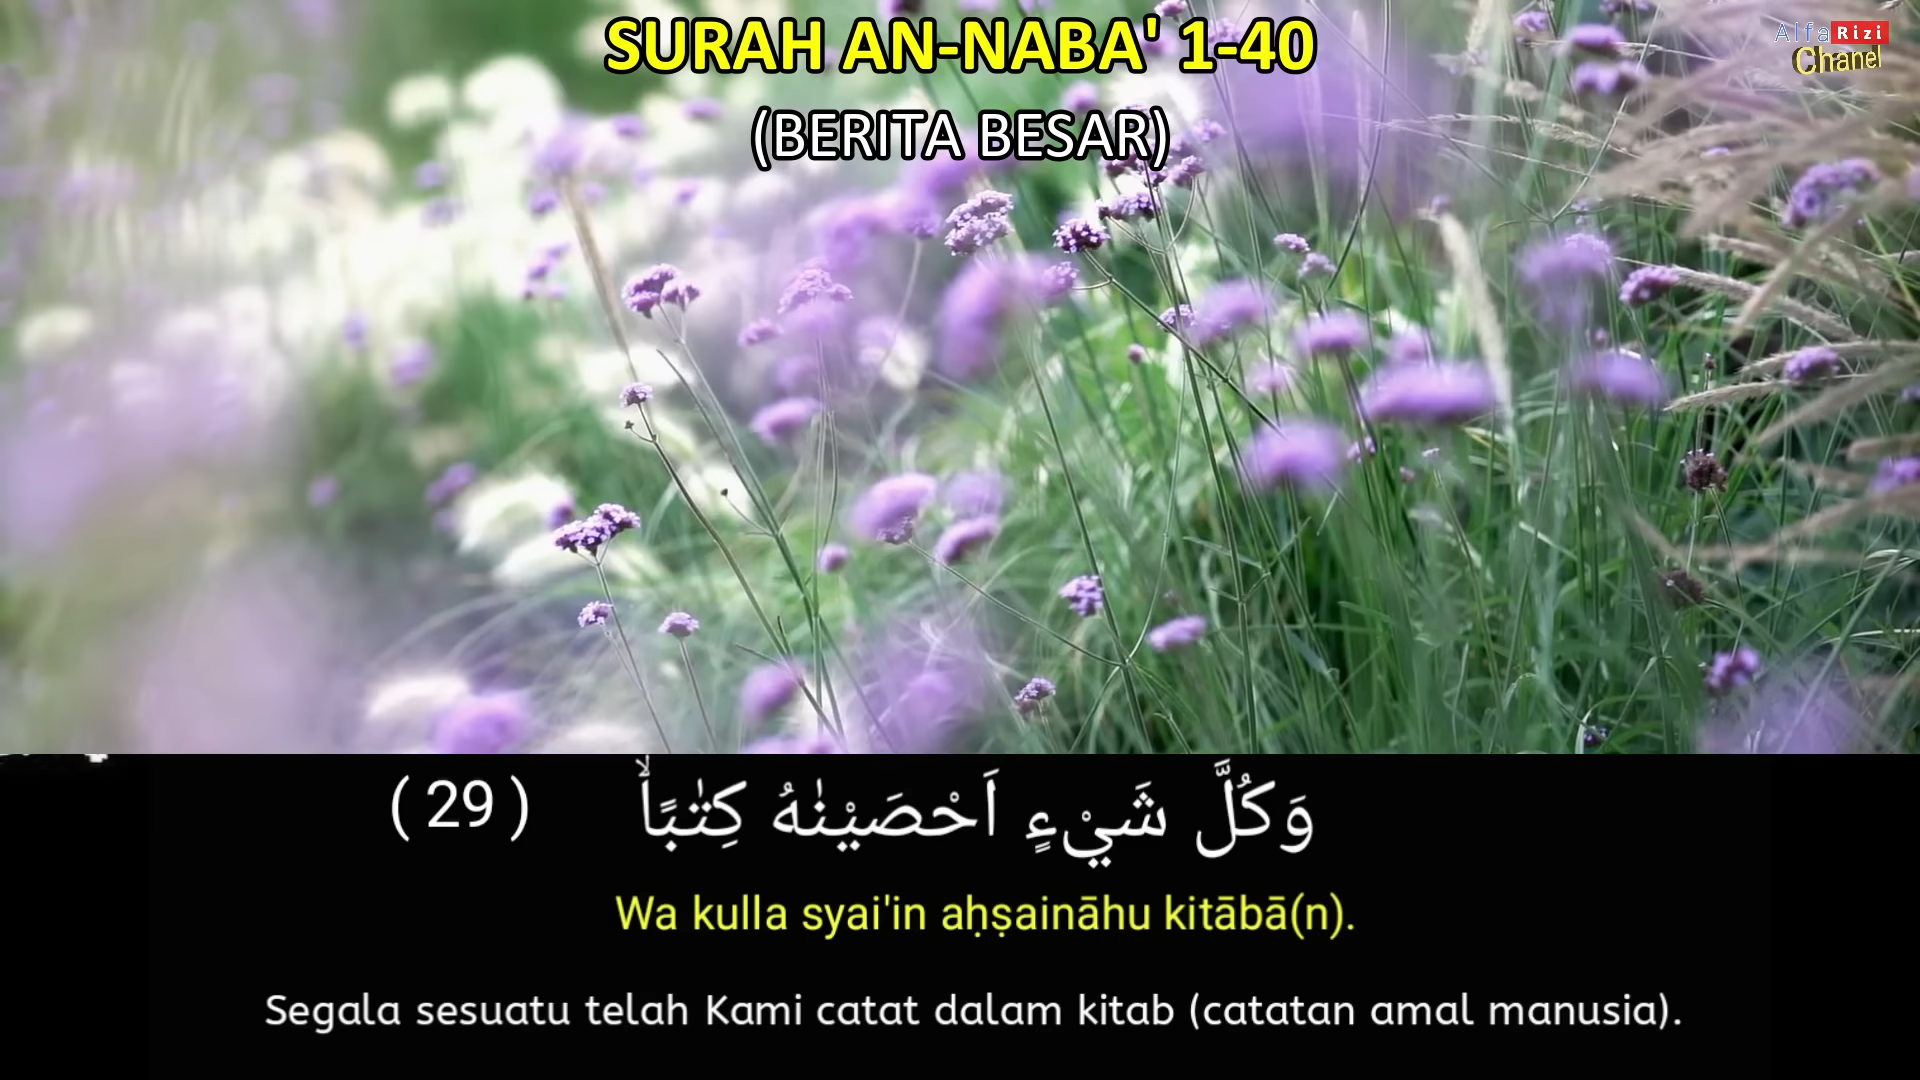 SURAH AN-NABA' 1-40
(BERITA BESAR)
Alfa Rizi
Chanel
وَكُلَّ شَيْءٍ اَحْصَيْنٰهُ كِتٰبًاۙ ( 29 )
Wa kulla syai'in aḥṣaināhu kitābā(n).
Segala sesuatu telah Kami catat dalam kitab (catatan amal manusia).